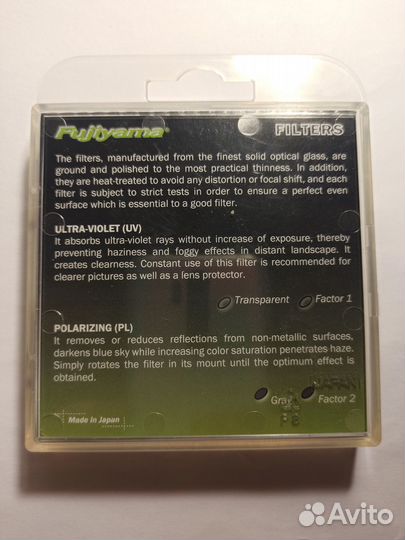 Fujiyama® FILTERS
The filters, manufactured from the finest solid optical glass, are
ground and polished to the most practical thinness. In addition,
they are heat-treated to avoid any distortion or focal shift, and each
filter is subject to strict tests in order to ensure a perfect even
surface which is essential to a good filter.
ULTRA-VIOLET (UV)
It absorbs ultra-violet rays without increase of exposure, thereby
preventing haziness and foggy effects in distant landscape. It
creates clearness. Constant use of this filter is recommended for
clearer pictures as well as a lens protector.
Transparent Factor 1
POLARIZING (PL)
It removes or reduces reflections from non-metallic surfaces,
darkens blue sky while increasing color saturation penetrates haze.
Simply rotates the filter in its mount until the optimum effect is
obtained.
JAPAN
Gray Factor 2
Made in Japan
Avito